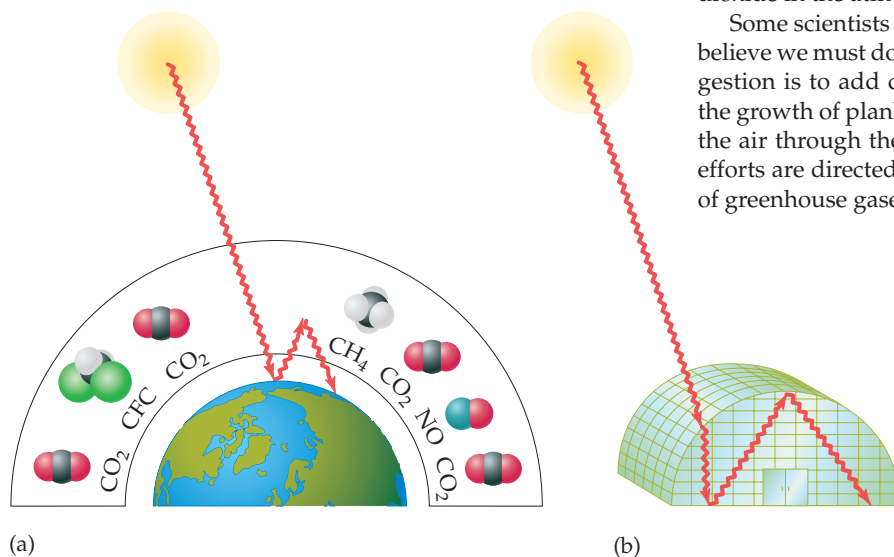 Some scientists
believe we must do
gestion is to add
the growth of plan
the air through the
efforts are directed
of greenhouse gase
CO2
CFC
CO2
CH4
CO2
NO
CO2
(a)
(b)